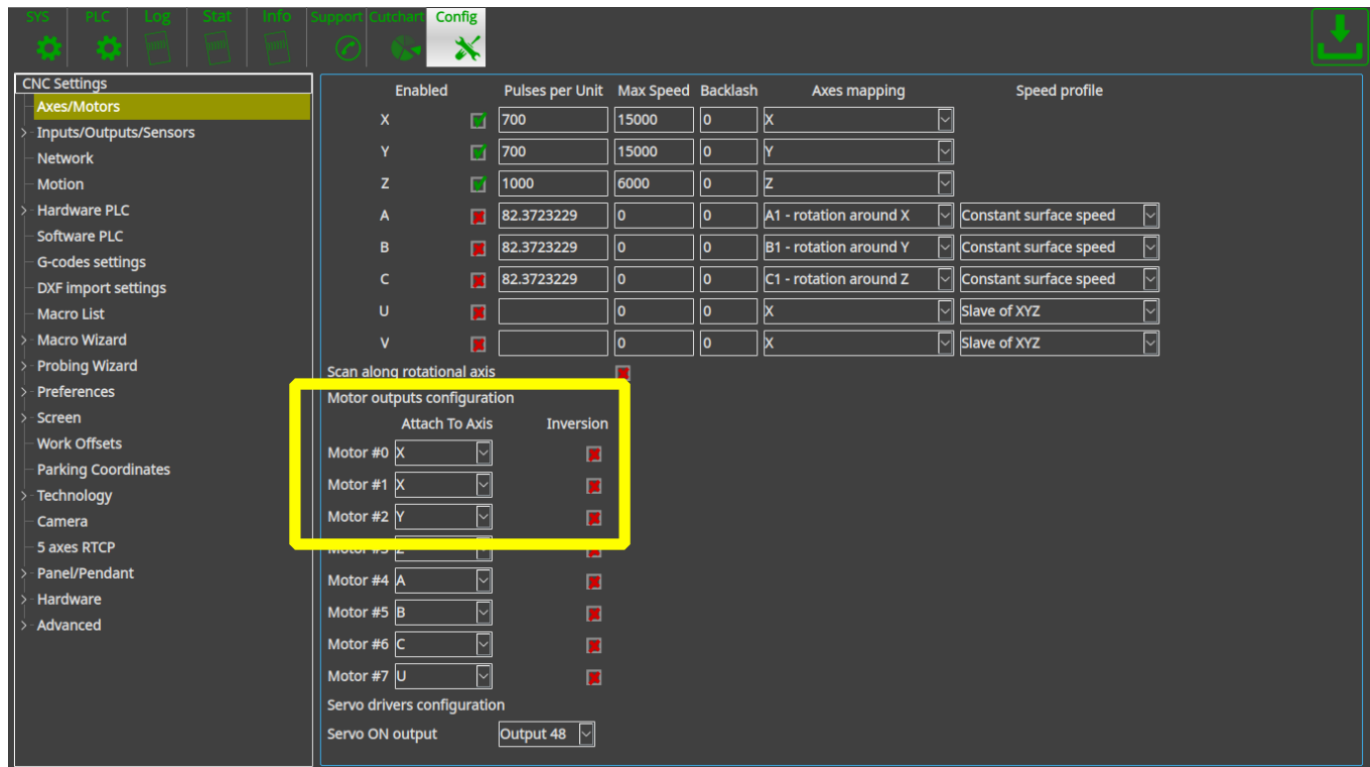 SYS PLC Log Stat Info Support Cutchart Config
CNC Settings
Axes/Motors
Inputs/Outputs/Sensors
Network
Motion
Hardware PLC
Software PLC
G-codes settings
DXF import settings
Macro List
Macro Wizard
Probing Wizard
Preferences
Screen
Work Offsets
Parking Coordinates
Technology
Camera
5 axes RTCP
Panel/Pendant
Hardware
Advanced
Enabled Pulses per Unit Max Speed Backlash Axes mapping Speed profile
X 700 15000 0 X
Y 700 15000 0 Y
Z 1000 6000 0 Z
A 82.3723229 0 0 A1 - rotation around X Constant surface speed
B 82.3723229 0 0 B1 - rotation around Y Constant surface speed
C 82.3723229 0 0 C1 - rotation around Z Constant surface speed
U 0 0 X Slave of XYZ
V 0 0 X Slave of XYZ
Scan along rotational axis
Motor outputs configuration
Attach To Axis Inversion
Motor #0 X
Motor #1 X
Motor #2 Y
Motor #3 Z
Motor #4 A
Motor #5 B
Motor #6 C
Motor #7 U
Servo drivers configuration
Servo ON output Output 48